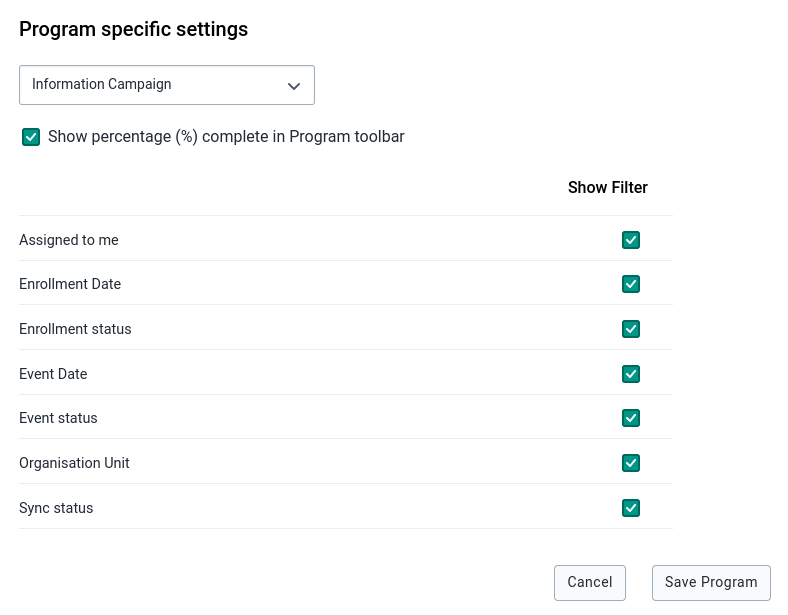 Program specific settings
Information Campaign
Show percentage (%) complete in Program toolbar
Show Filter
Assigned to me
Enrollment Date
Enrollment status
Event Date
Event status
Organisation Unit
Sync status
Cancel
Save Program